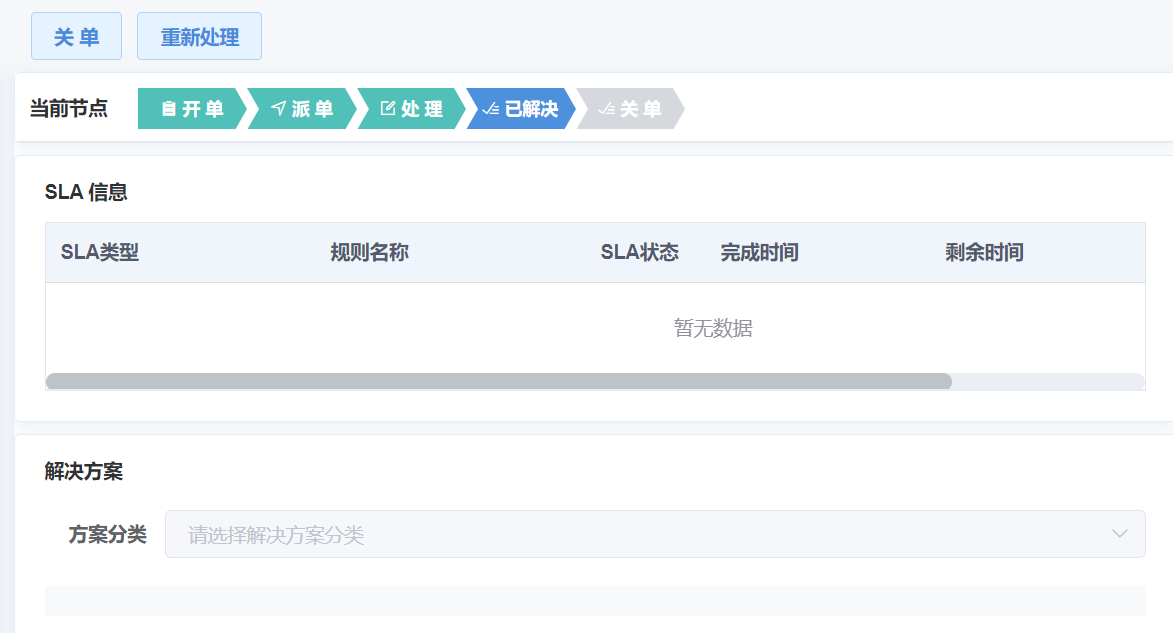 关 单 重新处理
当前节点 开 单 派 单 处 理 已解决 关 单
SLA 信息
SLA类型 规则名称 SLA状态 完成时间 剩余时间
暂无数据
解决方案
方案分类 请选择解决方案分类